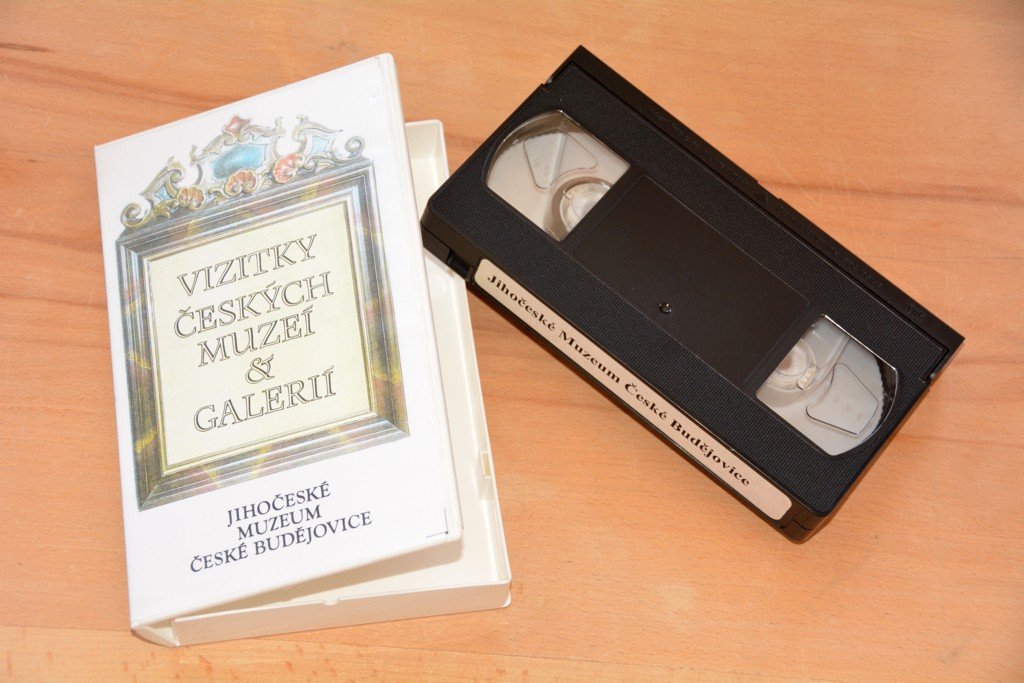 VIZITKY
ČESKÝCH
MUZEÍ
&
GALERIÍ
JIHOČESKÉ
MUZEUM
ČESKÉ BUDĚJOVICE
Jihočeské Muzeum České Budějovice